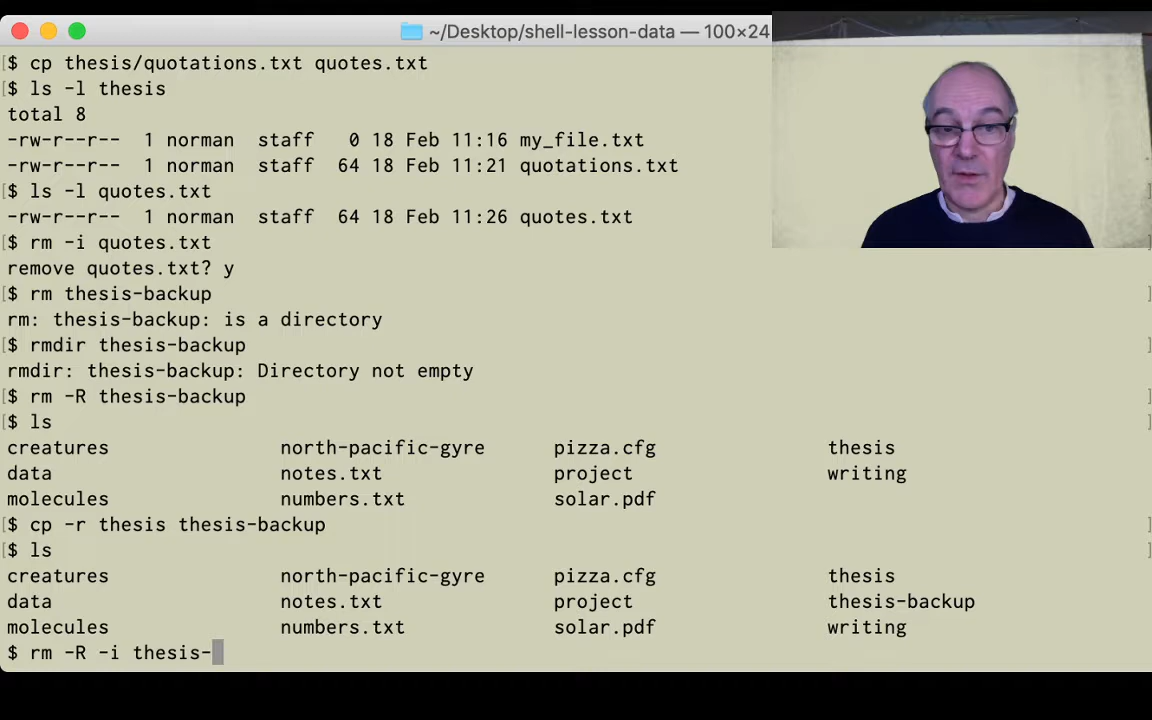 ~/Desktop/shell-lesson-data — 100×24
$ cp thesis/quotations.txt quotes.txt
$ ls -l thesis
total 8
-rw-r--r-- 1 norman staff 0 18 Feb 11:16 my_file.txt
-rw-r--r-- 1 norman staff 64 18 Feb 11:21 quotations.txt
$ ls -l quotes.txt
-rw-r--r-- 1 norman staff 64 18 Feb 11:26 quotes.txt
$ rm -i quotes.txt
remove quotes.txt? y
$ rm thesis-backup
rm: thesis-backup: is a directory
$ rmdir thesis-backup
rmdir: thesis-backup: Directory not empty
$ rm -R thesis-backup
$ ls
creatures north-pacific-gyre pizza.cfg thesis
data notes.txt project writing
molecules numbers.txt solar.pdf
$ cp -r thesis thesis-backup
$ ls
creatures north-pacific-gyre pizza.cfg thesis
data notes.txt project thesis-backup
molecules numbers.txt solar.pdf writing
$ rm -R -i thesis-